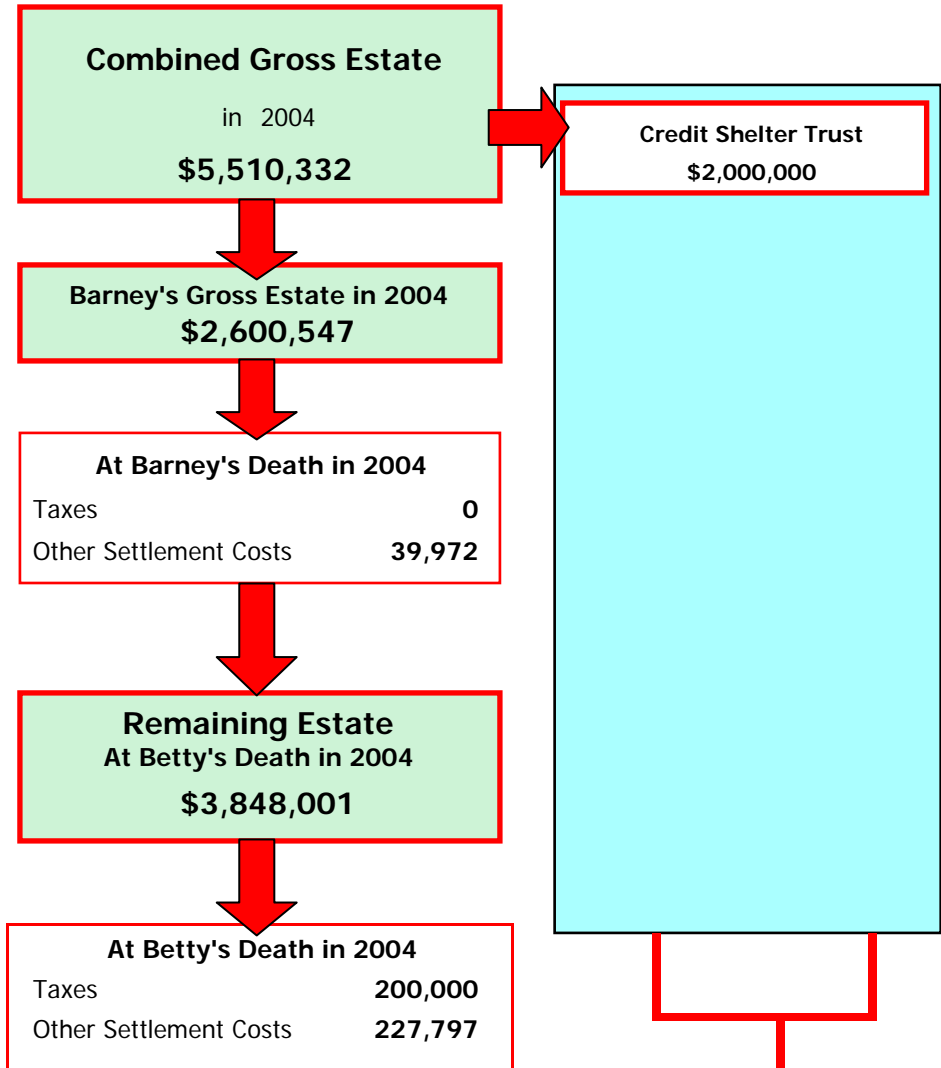 Combined Gross Estate
in 2004
$5,510,332
Credit Shelter Trust
$2,000,000
Barney's Gross Estate in 2004
$2,600,547
At Barney's Death in 2004
Taxes 0
Other Settlement Costs 39,972
Remaining Estate
At Betty's Death in 2004
$3,848,001
At Betty's Death in 2004
Taxes 200,000
Other Settlement Costs 227,797